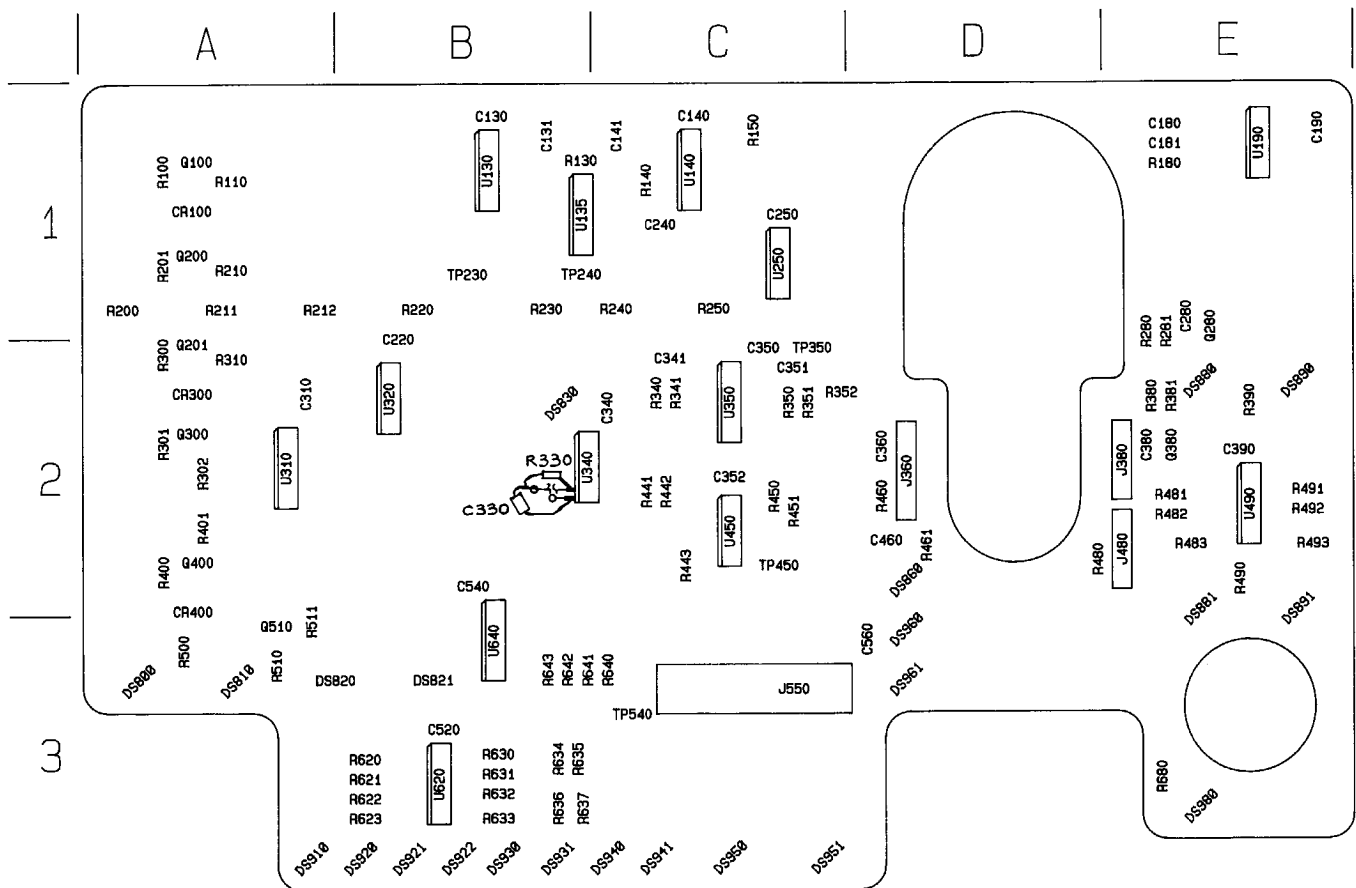 A B C D E
1
2
3
C130 C131 C141 C140 R150 C180 C190
C181
R180
U130 R130 U140 U190
R100 Q100 R110 R140
CR100 U135 C240 C250
R201 Q200 R210 TP230 TP240 U250
R200 R211 R212 R220 R230 R240 R250
R280 R281 C280 Q280
R300 Q201 R310 C220 C341 C350 TP350
C351
CR300 C310 U320 DS830 C340 R340 R341 U350 R350 R351 R352
R380 R381 DS880 R390 DS890
R301 Q300 R302 U310 R330 U340 C360 J360 J380 C380 Q380 C390
C330 R441 R442 C352 R450 R451 R460 R481 U490 R491
R482 R492
R401 U450 C460 R461 R480 J480 R483 R493
R400 Q400 R443 TP450 DS860 R490
CR400 C540 DS881 DS891
Q510 R511 U640 C560 DS960
R500 R510 R643 R642 R641 R640
DS800 DS810 DS820 DS821 J550 DS961
TP540
C520
R620 R630 R634 R635
R621 U620 R631 R680
R622 R632 R636 R637 DS980
R623 R633
DS910 DS920 DS921 DS922 DS930 DS931 DS940 DS941 DS950 DS951